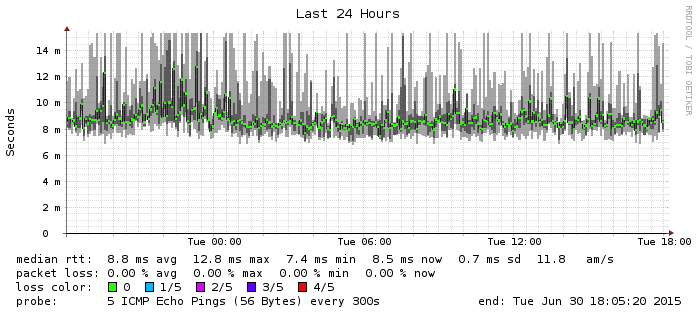 Last 24 Hours
RRDTOOL / TOBI OETIKER
Seconds
14 m
12 m
10 m
8 m
6 m
4 m
2 m
0
Tue 00:00 Tue 06:00 Tue 12:00 Tue 18:00
median rtt: 8.8 ms avg 12.8 ms max 7.4 ms min 8.5 ms now 0.7 ms sd 11.8 am/s
packet loss: 0.00 % avg 0.00 % max 0.00 % min 0.00 % now
loss color: 0 1/5 2/5 3/5 4/5
probe: 5 ICMP Echo Pings (56 Bytes) every 300s end: Tue Jun 30 18:05:20 2015